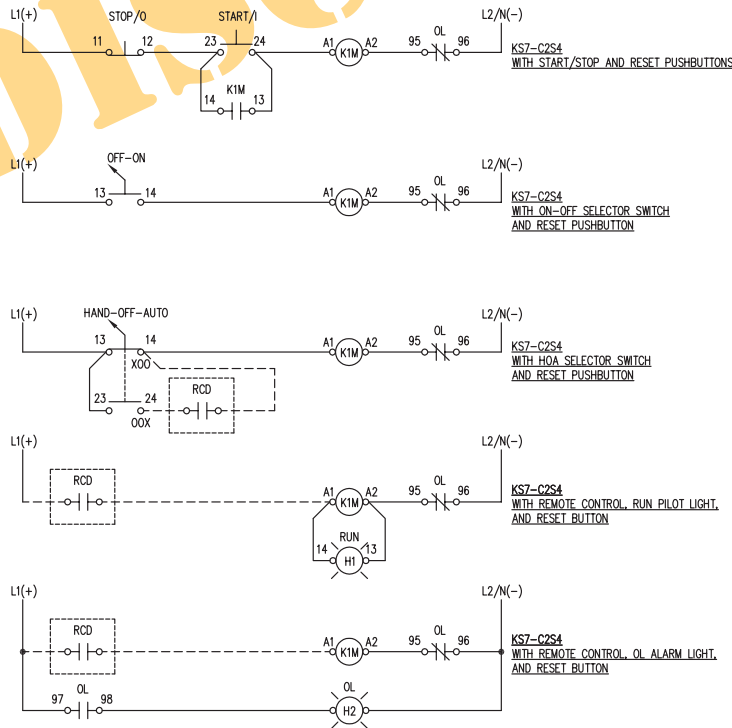 L1(+) STOP/O START/I L2/N(-)
11 12 23 24 A1 K1M A2 95 OL 96
14 K1M 13
KS7-C2S4
WITH START/STOP AND RESET PUSHBUTTONS
L1(+) OFF-ON L2/N(-)
13 14 A1 K1M A2 95 OL 96
KS7-C2S4
WITH ON-OFF SELECTOR SWITCH
AND RESET PUSHBUTTON
L1(+) HAND-OFF-AUTO L2/N(-)
13 14 A1 K1M A2 95 OL 96
XOO
23 24 RCD
OOX
KS7-C2S4
WITH HOA SELECTOR SWITCH
AND RESET PUSHBUTTON
L1(+) L2/N(-)
RCD A1 K1M A2 95 OL 96
14 RUN 13
H1
KS7-C2S4
WITH REMOTE CONTROL, RUN PILOT LIGHT,
AND RESET BUTTON
L1(+) L2/N(-)
RCD A1 K1M A2 95 OL 96
KS7-C2S4
WITH REMOTE CONTROL, OL ALARM LIGHT,
AND RESET BUTTON
97 OL 98 OL
H2